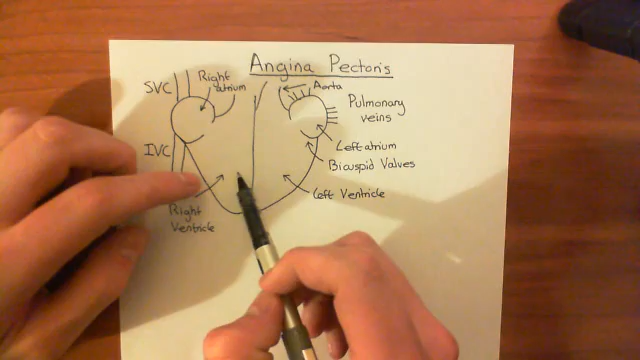 Angina Pectoris
SVC
Right
atrium
Aorta
Pulmonary
veins
IVC
Left atrium
Bicuspid Valves
Left Ventricle
Right
Ventricle